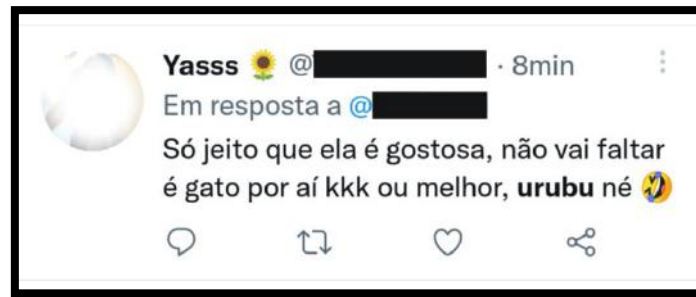 Yasss 🌻 @ · 8min
Em resposta a @
Só jeito que ela é gostosa, não vai faltar
é gato por aí kkk ou melhor, urubu né 🤣